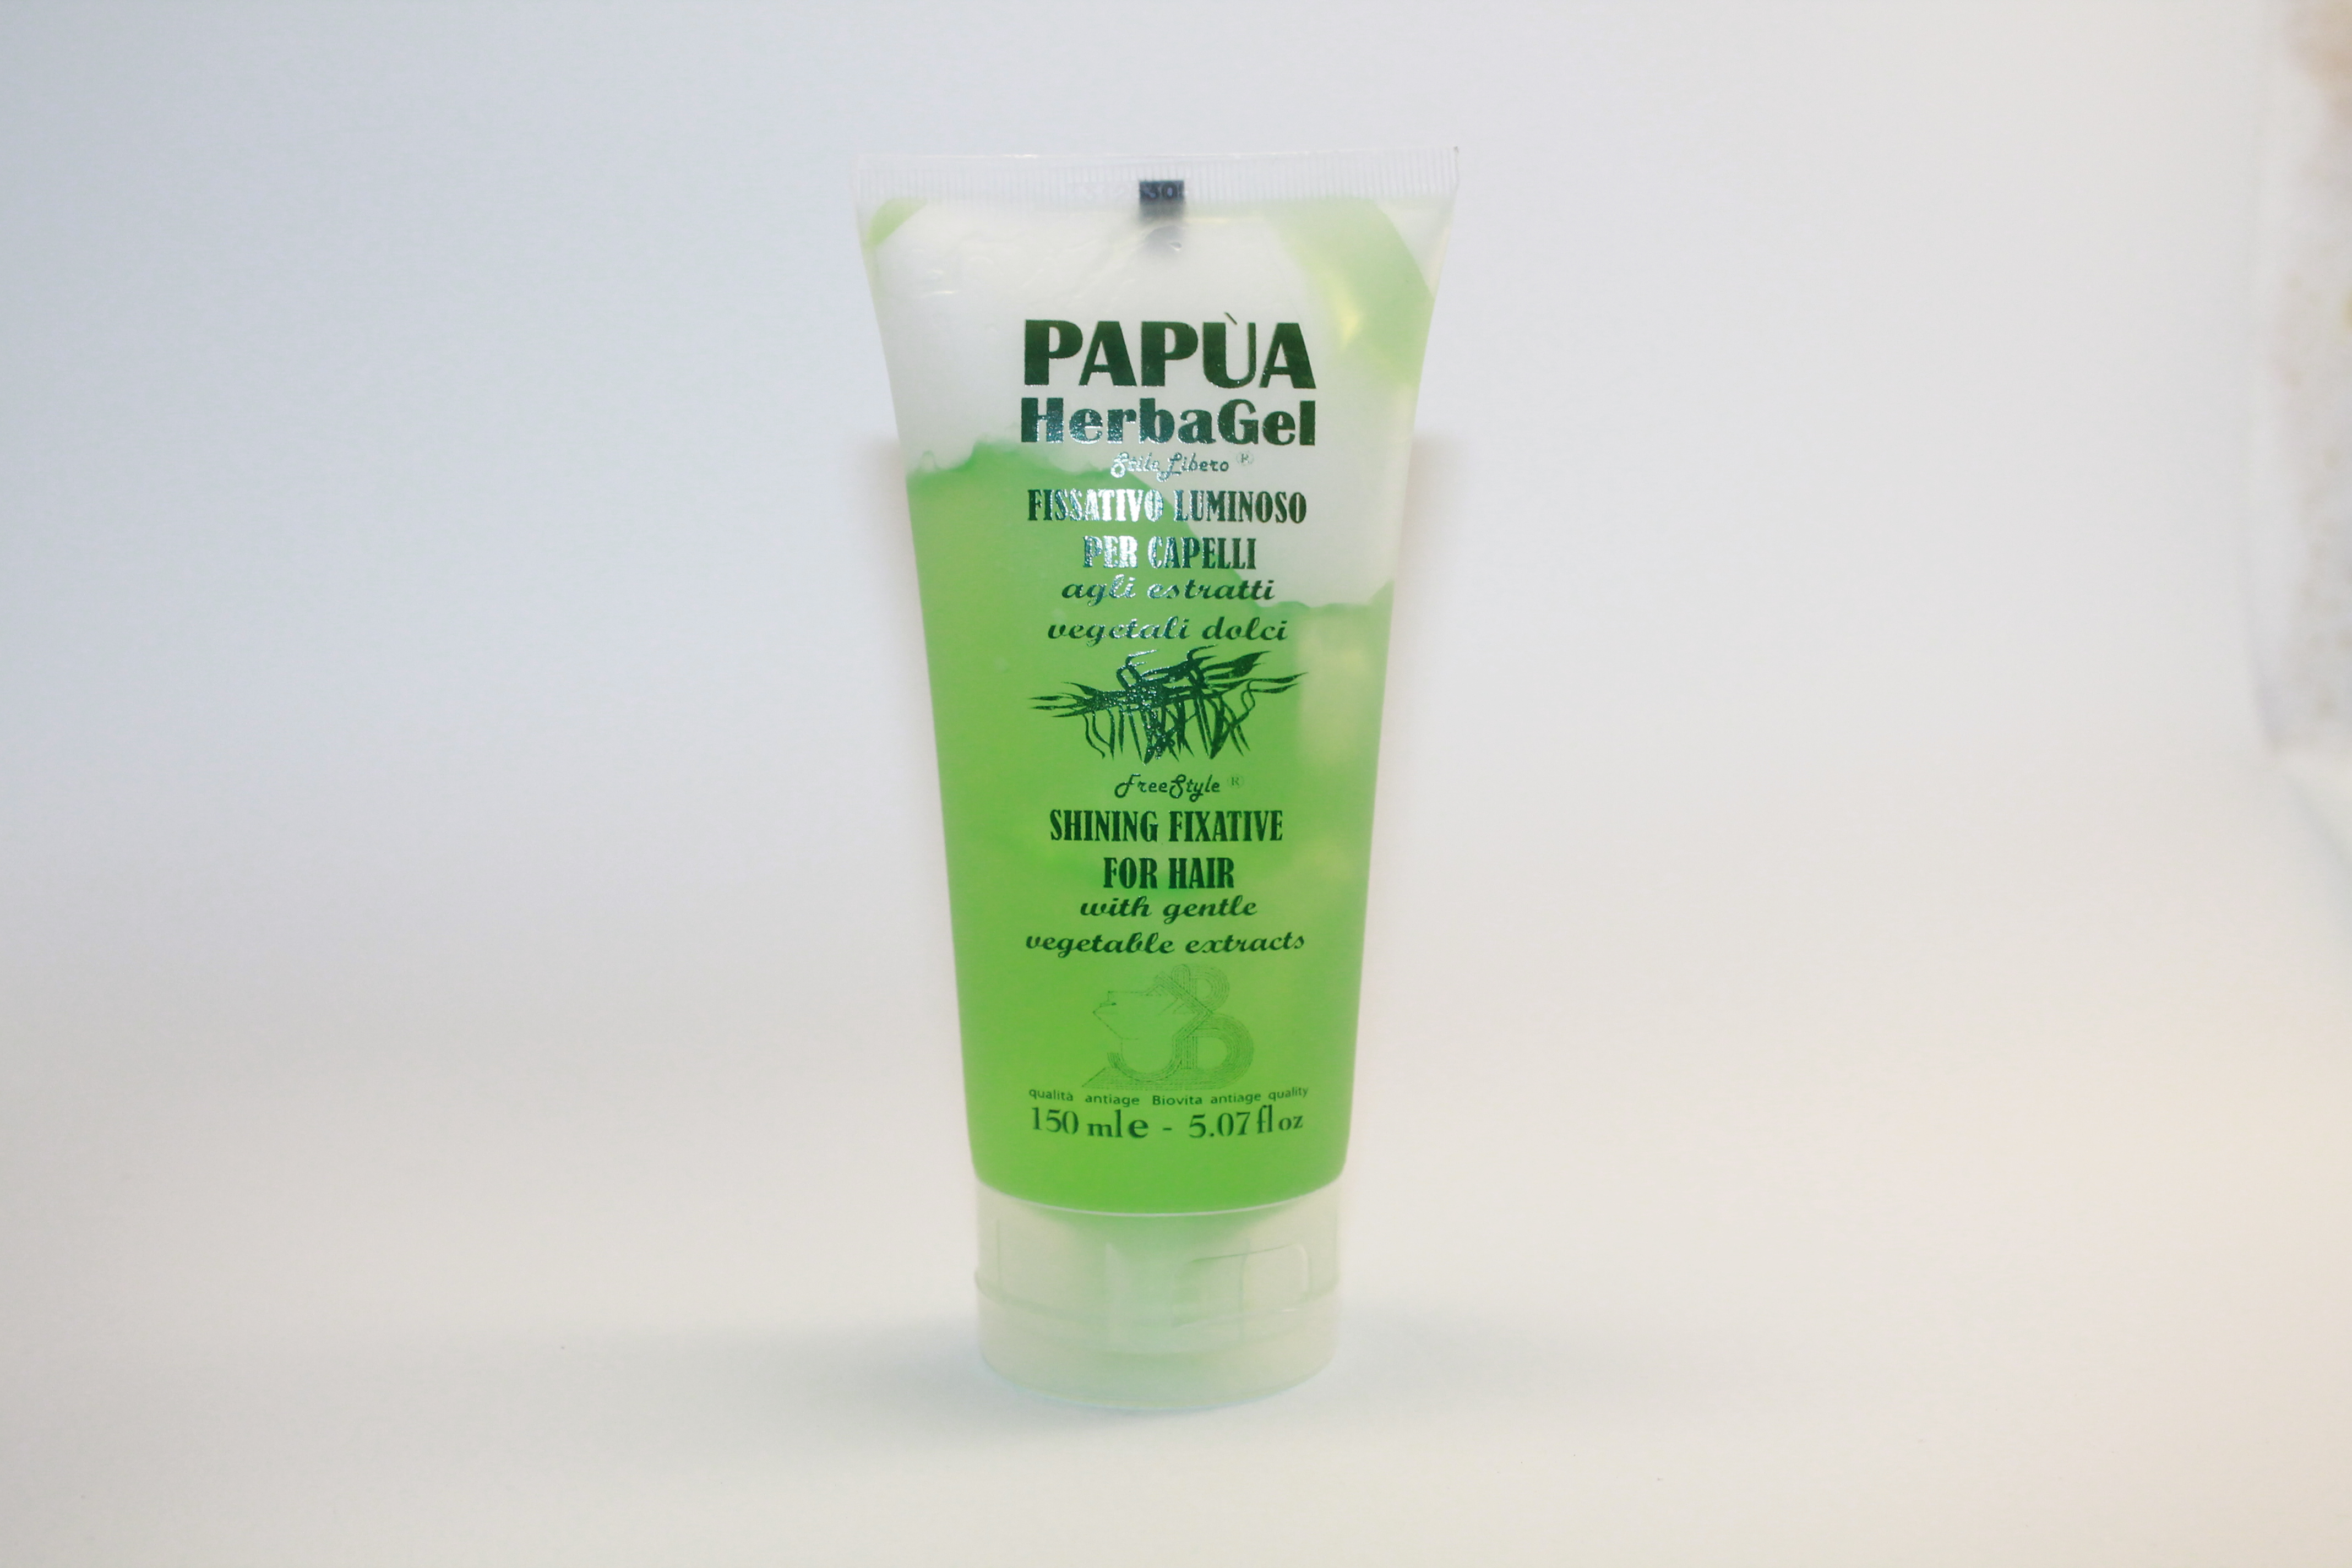 PAPÙA
HerbaGel
Stile Libero ®
FISSATIVO LUMINOSO
PER CAPELLI
agli estratti
vegetali dolci
FreeStyle ®
SHINING FIXATIVE
FOR HAIR
with gentle
vegetable extracts
qualità antiage Biovita antiage quality
150 ml e - 5.07 fl oz